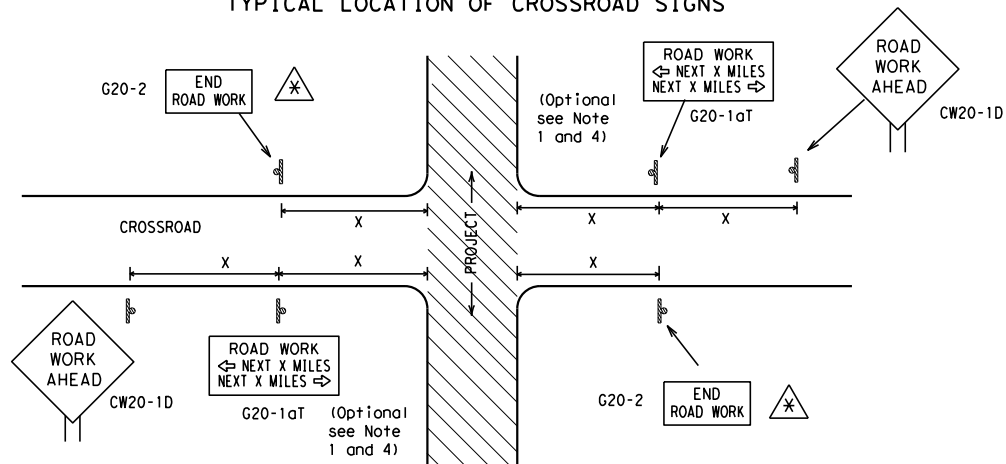 TYPICAL LOCATION OF CROSSROAD SIGNS
G20-2
END
ROAD WORK
*
(Optional
see Note
1 and 4)
ROAD WORK
⇦ NEXT X MILES
NEXT X MILES ⇨
G20-1aT
ROAD
WORK
AHEAD
CW20-1D
X
X
X
CROSSROAD
PROJECT
X
X
X
ROAD
WORK
AHEAD
CW20-1D
ROAD WORK
⇦ NEXT X MILES
NEXT X MILES ⇨
G20-1aT
(Optional
see Note
1 and 4)
G20-2
END
ROAD WORK
*